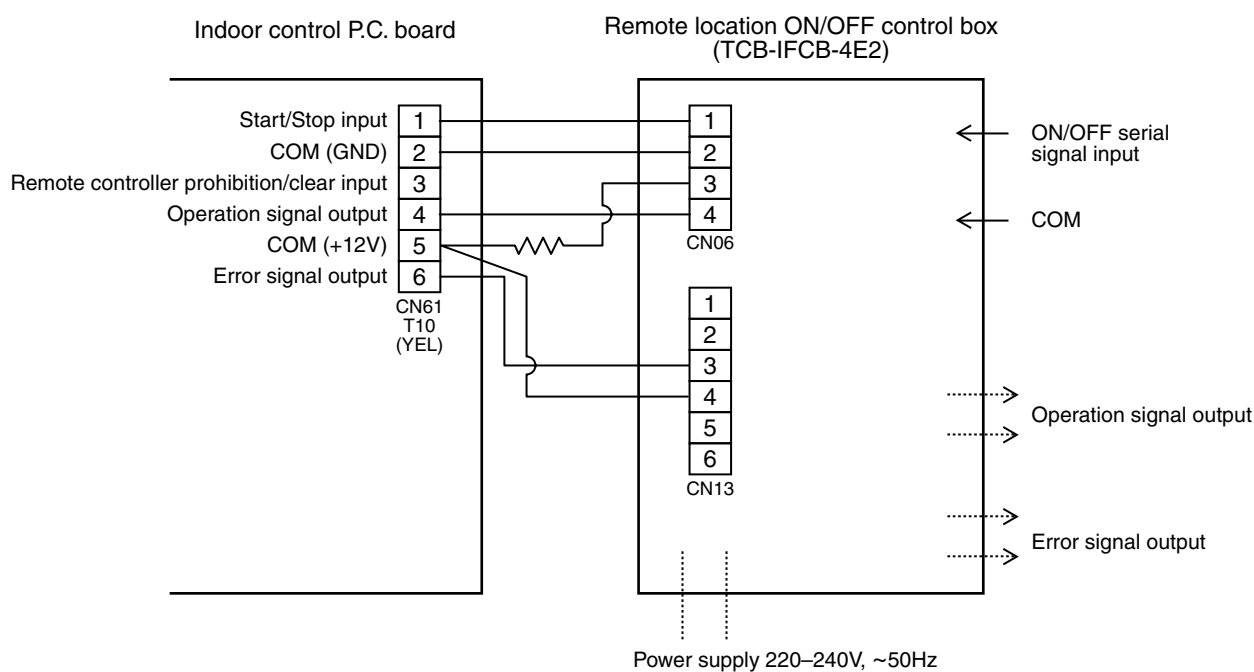 Indoor control P.C. board
Remote location ON/OFF control box
(TCB-IFCB-4E2)
Start/Stop input 1
COM (GND) 2
Remote controller prohibition/clear input 3
Operation signal output 4
COM (+12V) 5
Error signal output 6
CN61
T10
(YEL)
1
2
3
4
CN06
1
2
3
4
5
6
CN13
ON/OFF serial
signal input
COM
Operation signal output
Error signal output
Power supply 220–240V, ~50Hz